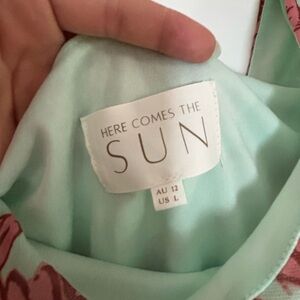 HERE COMES THE
SUN
AU 12
US L